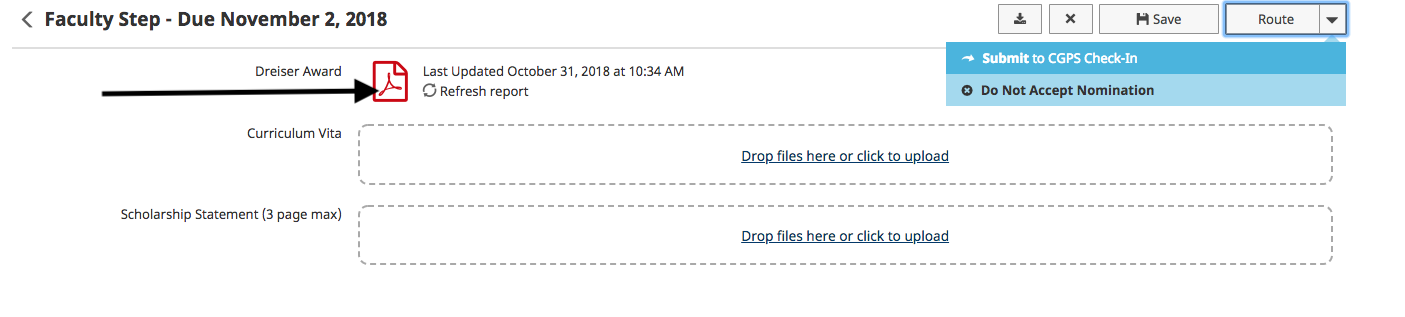 Faculty Step - Due November 2, 2018
Save
Route
Submit to CGPS Check-In
Do Not Accept Nomination
Dreiser Award
Last Updated October 31, 2018 at 10:34 AM
Refresh report
Curriculum Vita
Drop files here or click to upload
Scholarship Statement (3 page max)
Drop files here or click to upload